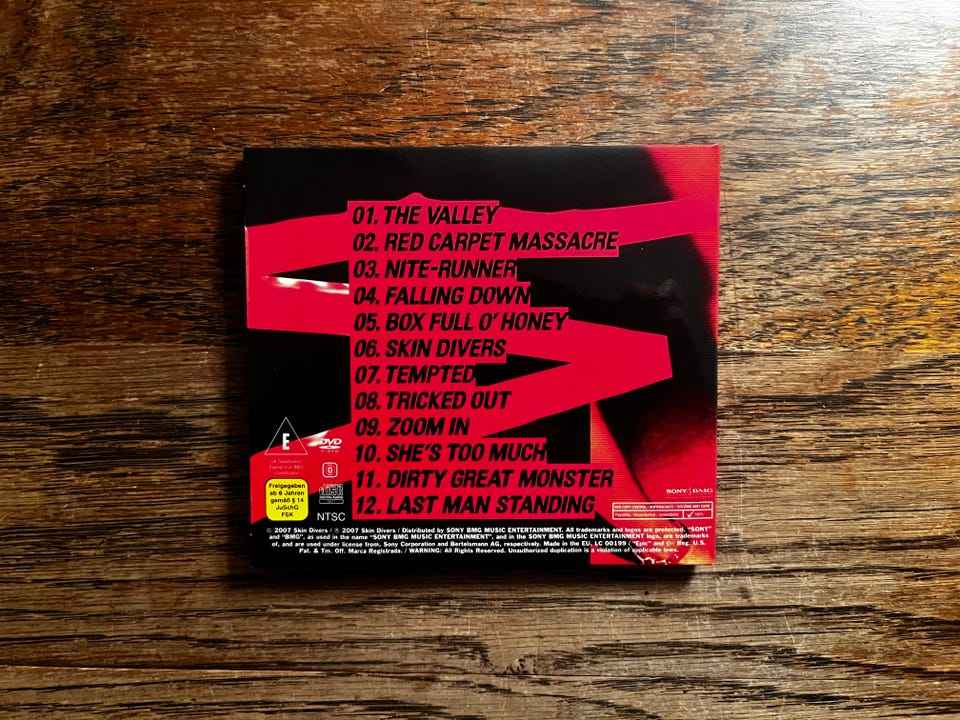 01. THE VALLEY
02. RED CARPET MASSACRE
03. NITE-RUNNER
04. FALLING DOWN
05. BOX FULL O' HONEY
06. SKIN DIVERS
07. TEMPTED
08. TRICKED OUT
09. ZOOM IN
10. SHE'S TOO MUCH
11. DIRTY GREAT MONSTER
12. LAST MAN STANDING
E
DVD
VIDEO
0
Freigegeben
ab 6 Jahren
gemäß § 14
JuSchG
FSK
NTSC
SONY BMG
100%
© 2007 Skin Divers / ℗ 2007 Skin Divers / Distributed by SONY BMG MUSIC ENTERTAINMENT. All trademarks and logos are protected. "SONY"
and "BMG", as used in the name "SONY BMG MUSIC ENTERTAINMENT", and in the SONY BMG MUSIC ENTERTAINMENT logo, are trademarks
of, and are used under license from, Sony Corporation and Bertelsmann AG, respectively. Made in the EU. LC 00199 / "Epic" and Reg. U.S.
Pat. & Tm. Off. Marca Registrada. / WARNING: All Rights Reserved. Unauthorized duplication is a violation of applicable laws.